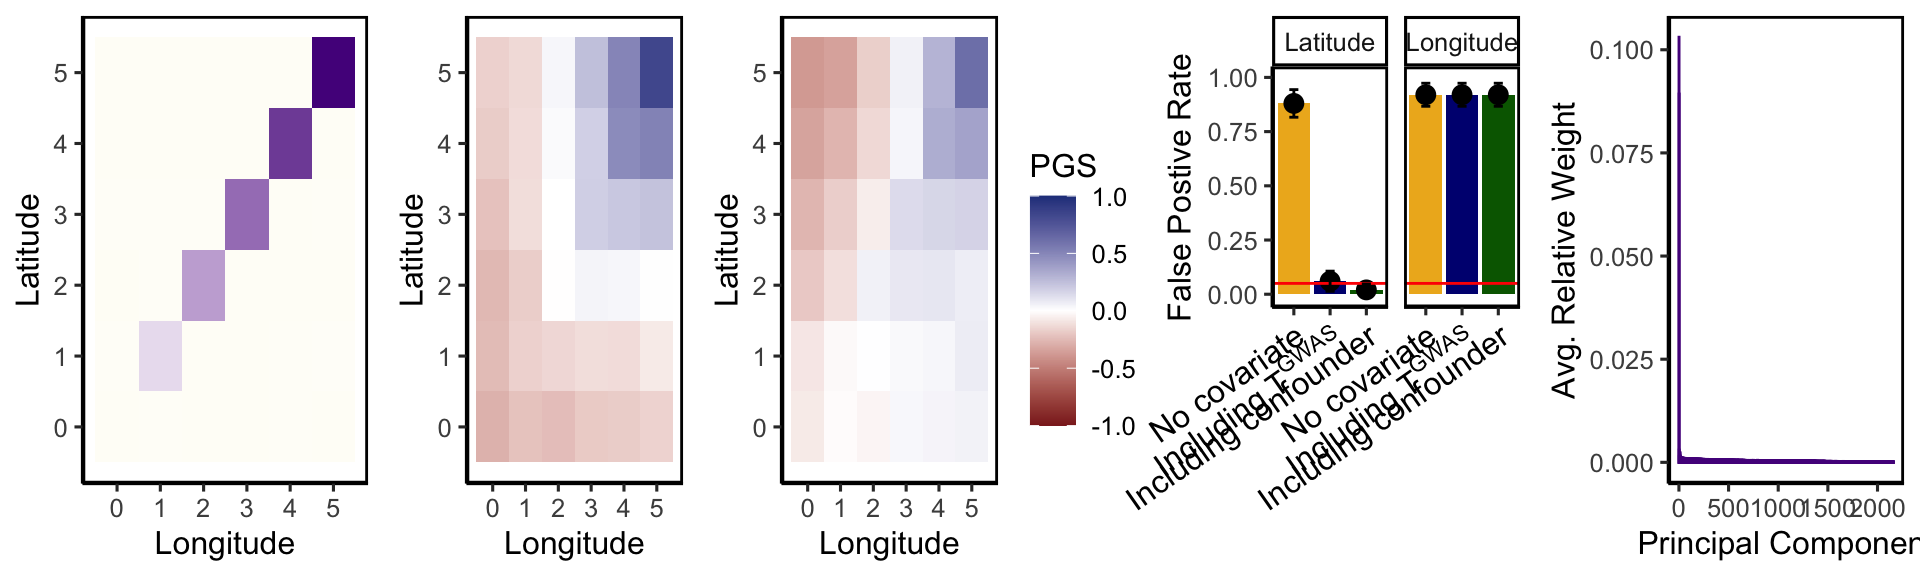 Latitude
5
4
3
2
1
0
0 1 2 3 4 5
Longitude
Latitude
5
4
3
2
1
0
0 1 2 3 4 5
Longitude
Latitude
5
4
3
2
1
0
0 1 2 3 4 5
Longitude
PGS
1.0
0.5
0.0
-0.5
-1.0
False Postive Rate
Latitude
Longitude
1.00
0.75
0.50
0.25
0.00
No covariate
Including TGWAS
Including confounder
No covariate
Including TGWAS
Including confounder
Avg. Relative Weight
0.100
0.075
0.050
0.025
0.000
0 500 1000 1500 2000
Principal Componen